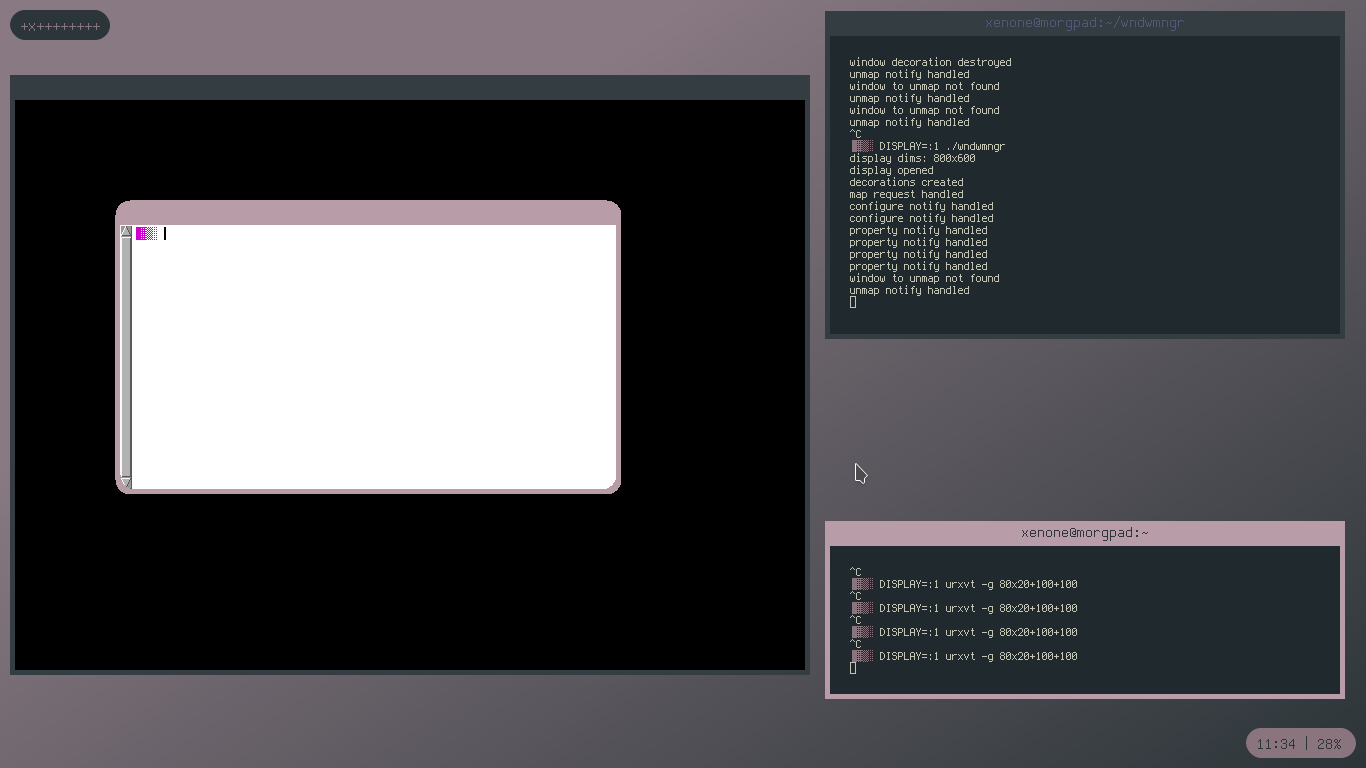 +x++++++++
xenone@morgpad:~/wndwmngr
window decoration destroyed
unmap notify handled
window to unmap not found
unmap notify handled
window to unmap not found
unmap notify handled
^C
DISPLAY=:1 ./wndwmngr
display dims: 800x600
display opened
decorations created
map request handled
configure notify handled
configure notify handled
property notify handled
property notify handled
property notify handled
property notify handled
window to unmap not found
unmap notify handled
xenone@morgpad:~
^C
DISPLAY=:1 urxvt -g 80x20+100+100
^C
DISPLAY=:1 urxvt -g 80x20+100+100
^C
DISPLAY=:1 urxvt -g 80x20+100+100
^C
DISPLAY=:1 urxvt -g 80x20+100+100
11:34 | 28%